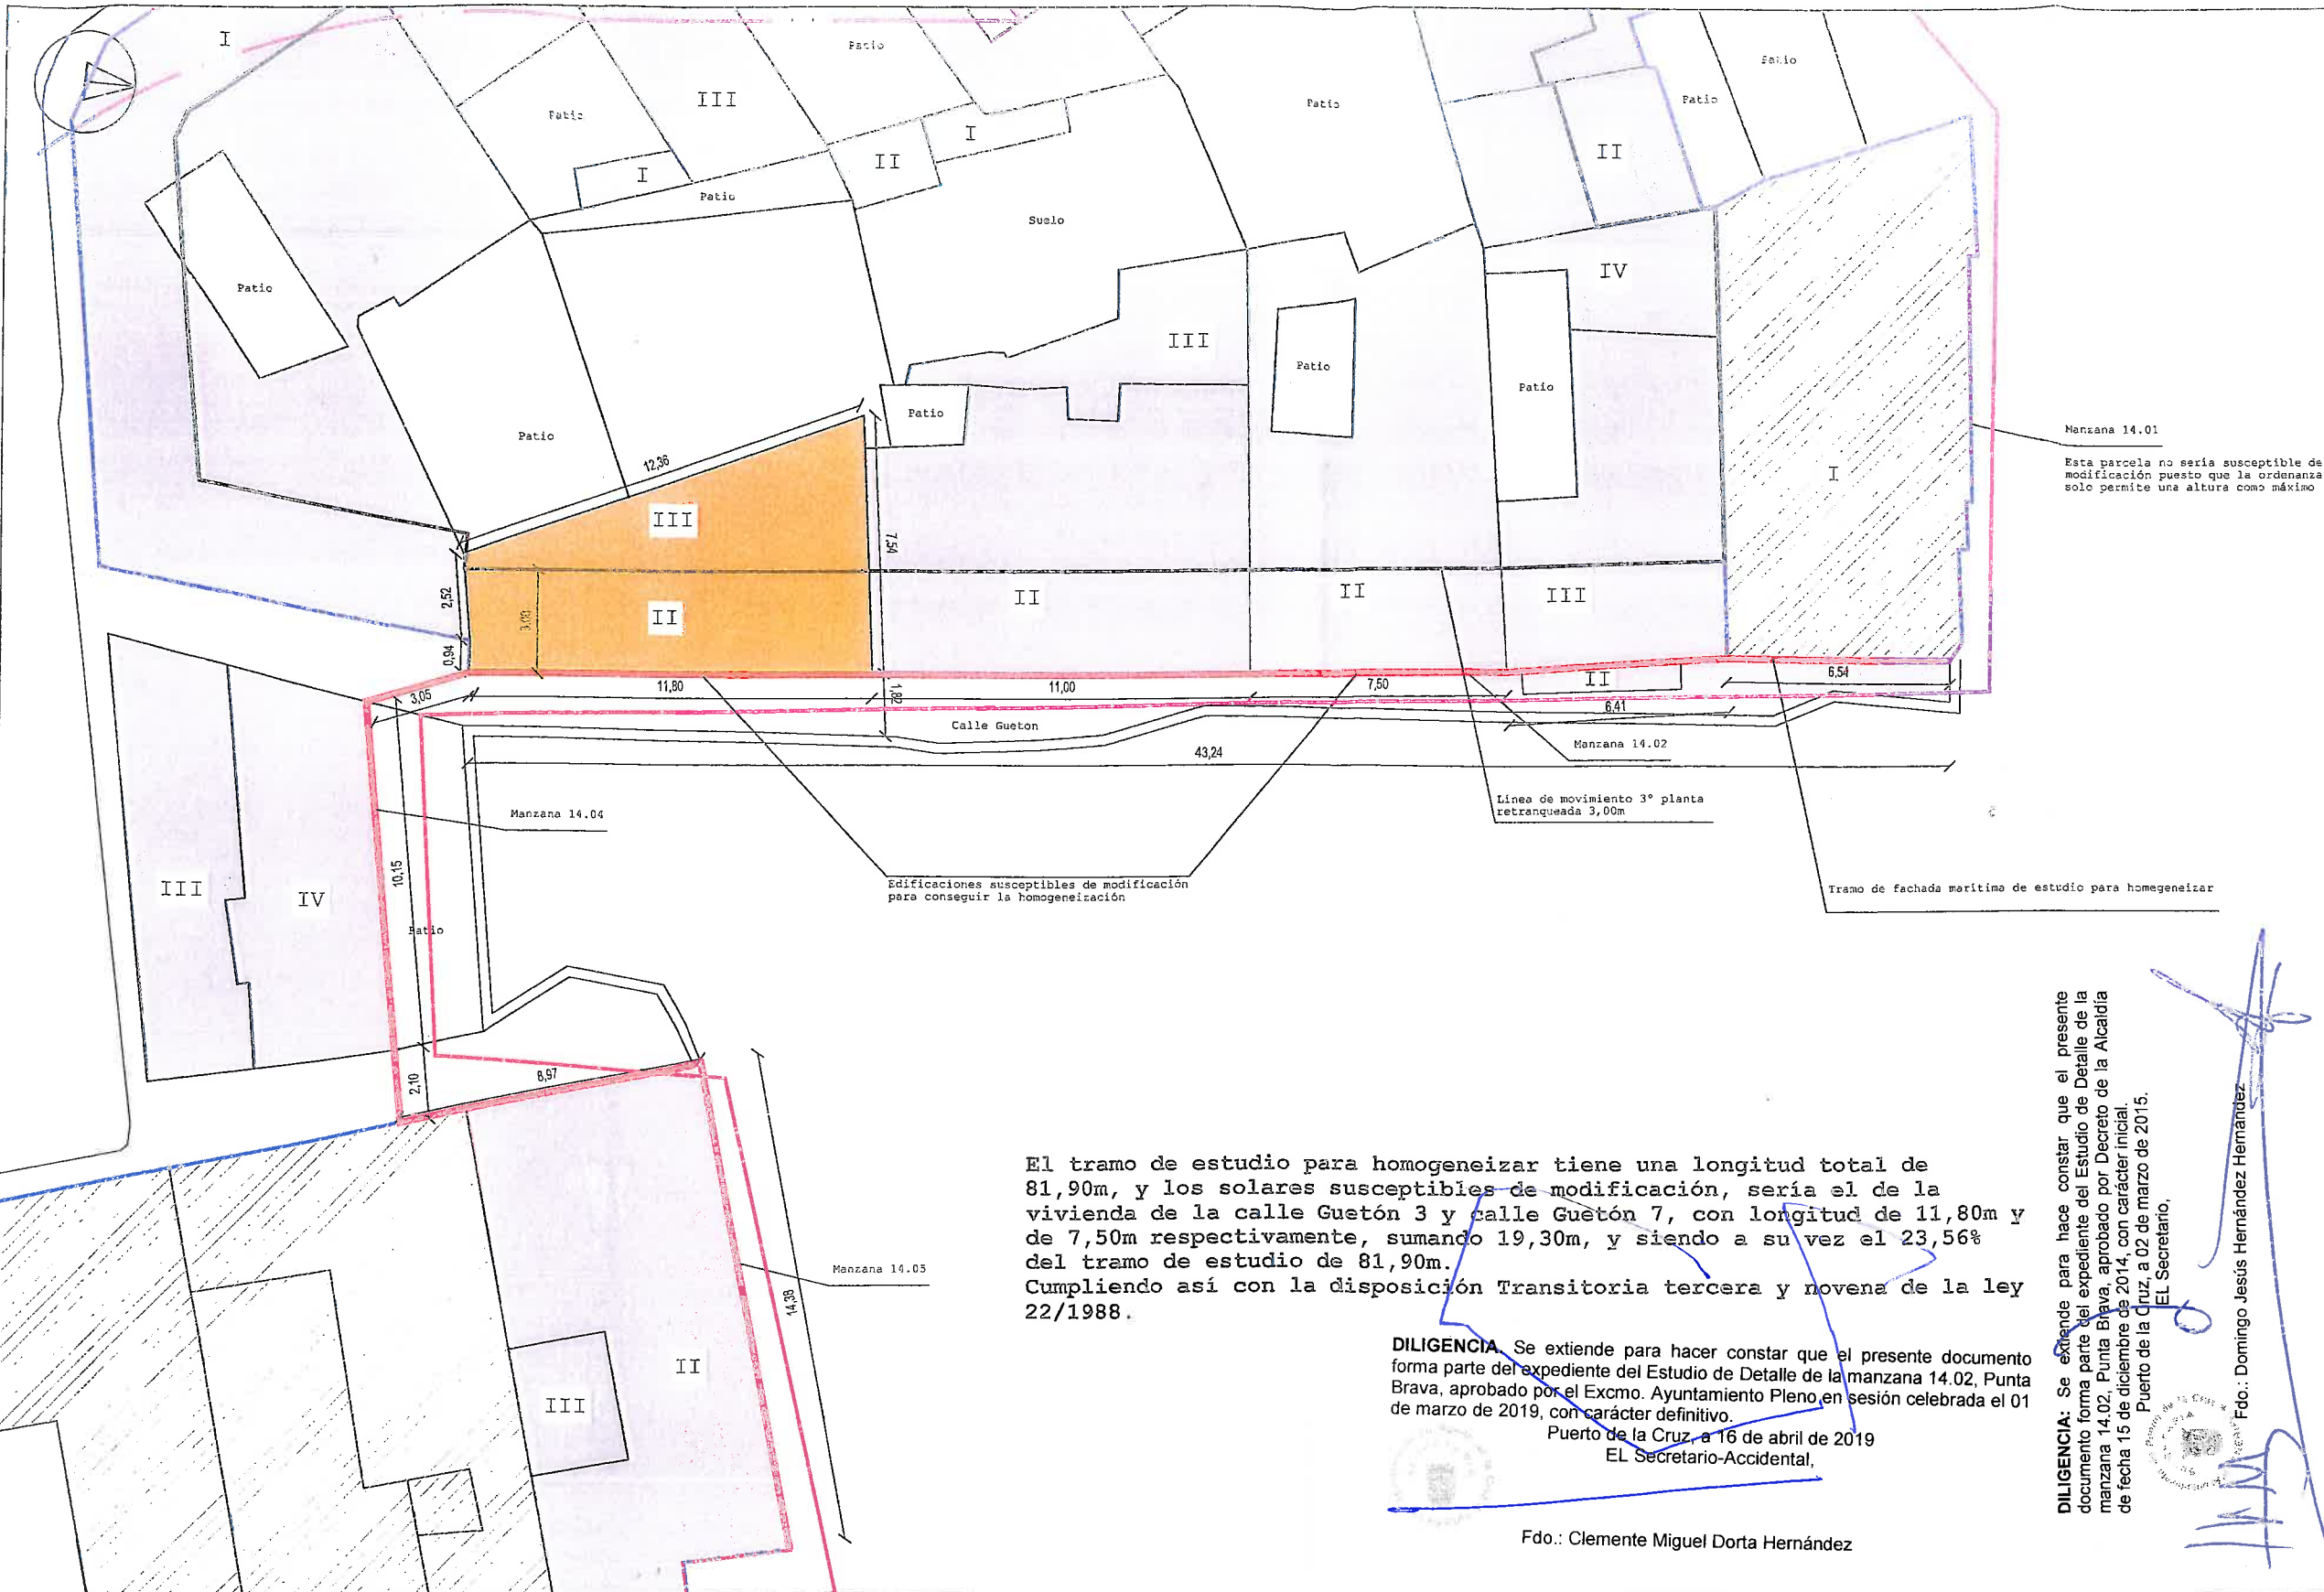 I
Patio
Patio
III
Patio
I
II
I
Patio
Suelo
Patio
II
Patio
Patio
IV
Patio
III
Patio
Patio
Patio
Patio
I
Manzana 14.01
Esta parcela no seria susceptible de
modificación puesto que la ordenanza
solo permite una altura como máximo
12,36
III
7,54
2,52
3,00
0,94
II
II
II
III
II
3,05
11,80
1,82
11,00
7,50
6,41
6,54
Calle Gueton
43,24
Manzana 14.02
Linea de movimiento 3º planta
retranqueada 3,00m
Manzana 14.04
10,15
III
IV
Patio
Edificaciones susceptibles de modificación
para conseguir la homogeneización
Tramo de fachada maritima de estudio para homegeneizar
2,10
8,97
Manzana 14.05
14,38
II
III
El tramo de estudio para homogeneizar tiene una longitud total de
81,90m, y los solares susceptibles de modificación, sería el de la
vivienda de la calle Guetón 3 y calle Guetón 7, con longitud de 11,80m y
de 7,50m respectivamente, sumando 19,30m, y siendo a su vez el 23,56%
del tramo de estudio de 81,90m.
Cumpliendo así con la disposición Transitoria tercera y novena de la ley
22/1988.
DILIGENCIA. Se extiende para hacer constar que el presente documento
forma parte del expediente del Estudio de Detalle de la manzana 14.02, Punta
Brava, aprobado por el Excmo. Ayuntamiento Pleno en sesión celebrada el 01
de marzo de 2019, con carácter definitivo.
Puerto de la Cruz, a 16 de abril de 2019
EL Secretario-Accidental,
Fdo.: Clemente Miguel Dorta Hernández
DILIGENCIA: Se extiende para hace constar que el presente
documento forma parte del expediente del Estudio de Detalle de la
manzana 14.02, Punta Brava, aprobado por Decreto de la Alcaldía
de fecha 15 de diciembre de 2014, con carácter inicial.
Puerto de la Cruz, a 02 de marzo de 2015.
EL Secretario,
Fdo.: Domingo Jesús Hernández Hernández